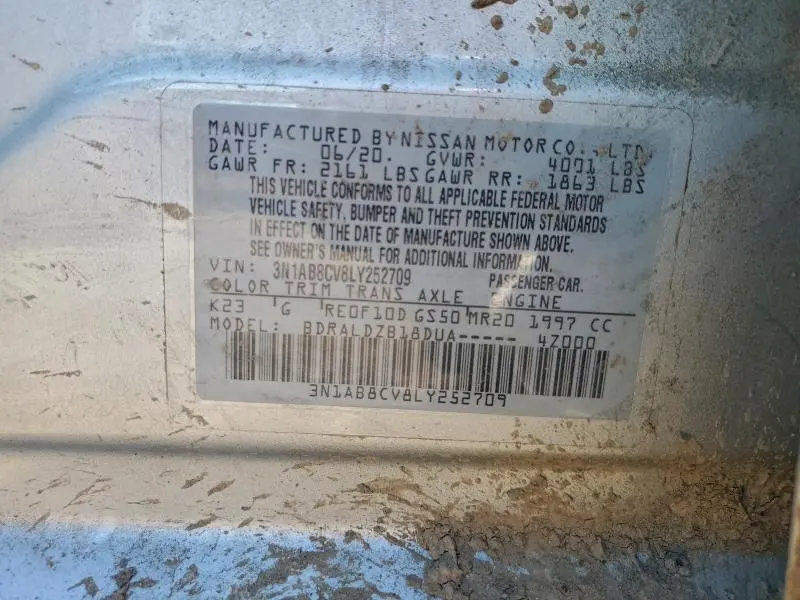 MANUFACTURED BY NISSAN MOTOR CO., LTD.
DATE: 06/20. GVWR: 4001 LBS
GAWR FR: 2161 LBS GAWR RR: 1863 LBS
THIS VEHICLE CONFORMS TO ALL APPLICABLE FEDERAL MOTOR
VEHICLE SAFETY, BUMPER AND THEFT PREVENTION STANDARDS
IN EFFECT ON THE DATE OF MANUFACTURE SHOWN ABOVE.
SEE OWNER'S MANUAL FOR ADDITIONAL INFORMATION.
VIN: 3N1AB8CV8LY252709 PASSENGER CAR.
COLOR TRIM TRANS AXLE ENGINE
K23 G RE0F10D GS50 MR20 1997 CC
MODEL: BDRALDZB18DUA----- 4Z000
3N1AB8CV8LY252709